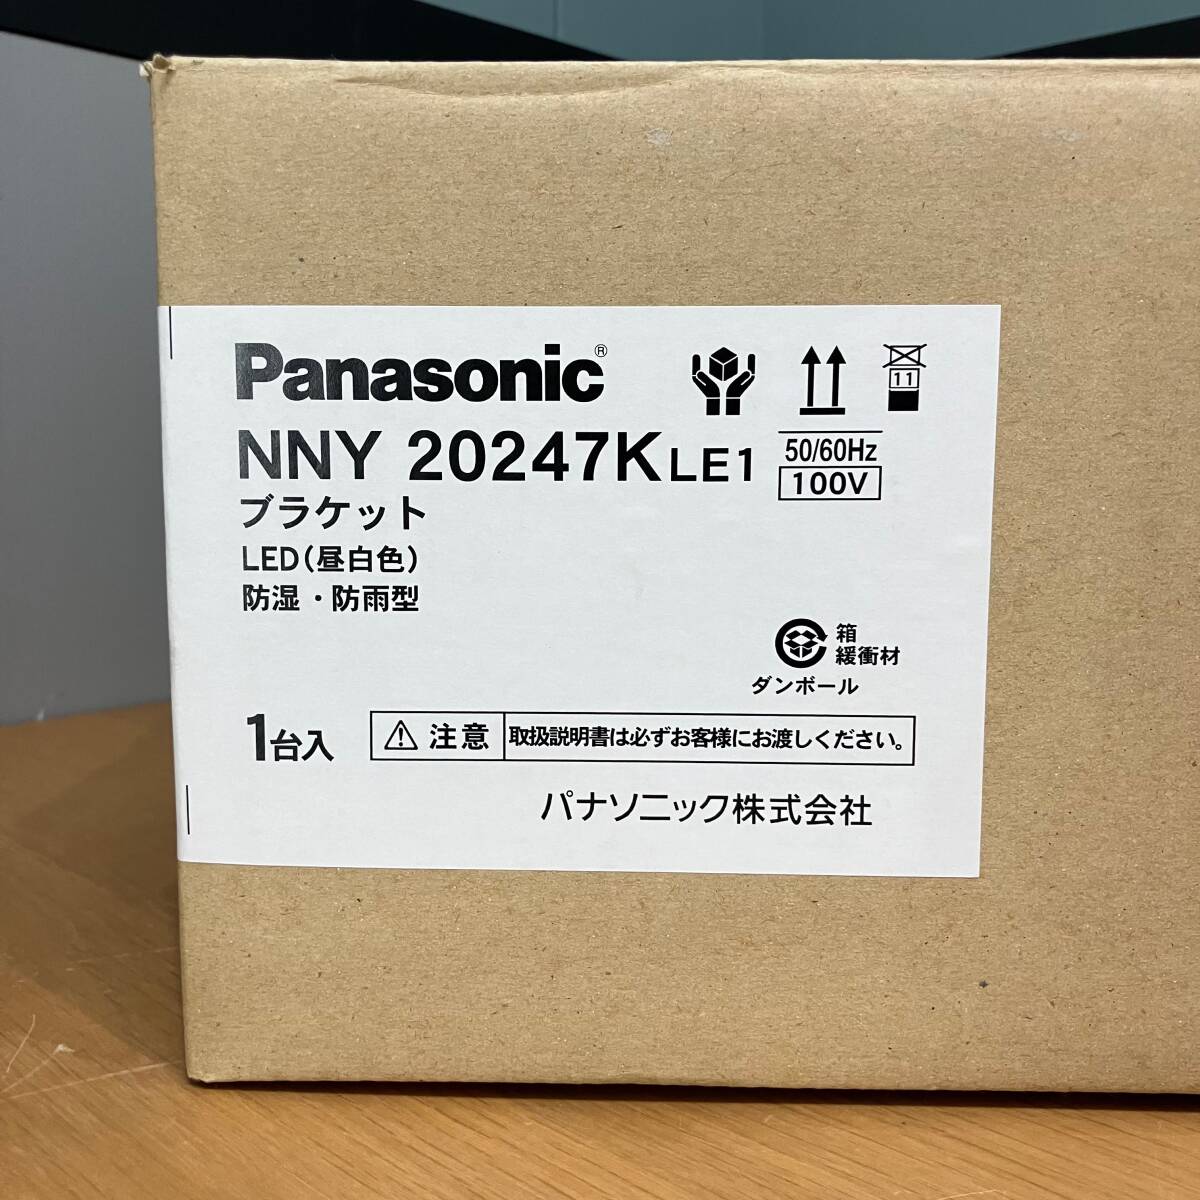 Panasonic®
11
NNY 20247K LE1
50/60Hz
100V
ブラケット
LED(昼白色)
防湿・防雨型
箱
緩衝材
ダンボール
1台入
注意 取扱説明書は必ずお客様にお渡しください。
パナソニック株式会社